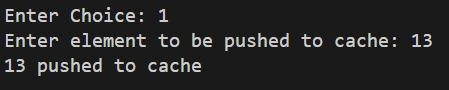 Enter Choice: 1
Enter element to be pushed to cache: 13
13 pushed to cache